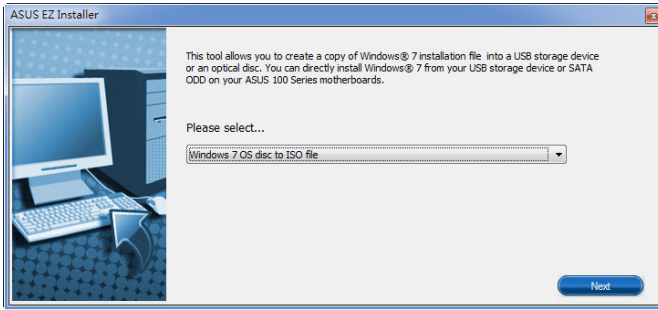 ASUS EZ Installer
This tool allows you to create a copy of Windows® 7 installation file into a USB storage device
or an optical disc. You can directly install Windows® 7 from your USB storage device or SATA
ODD on your ASUS 100 Series motherboards.
Please select...
Windows 7 OS disc to ISO file
Next